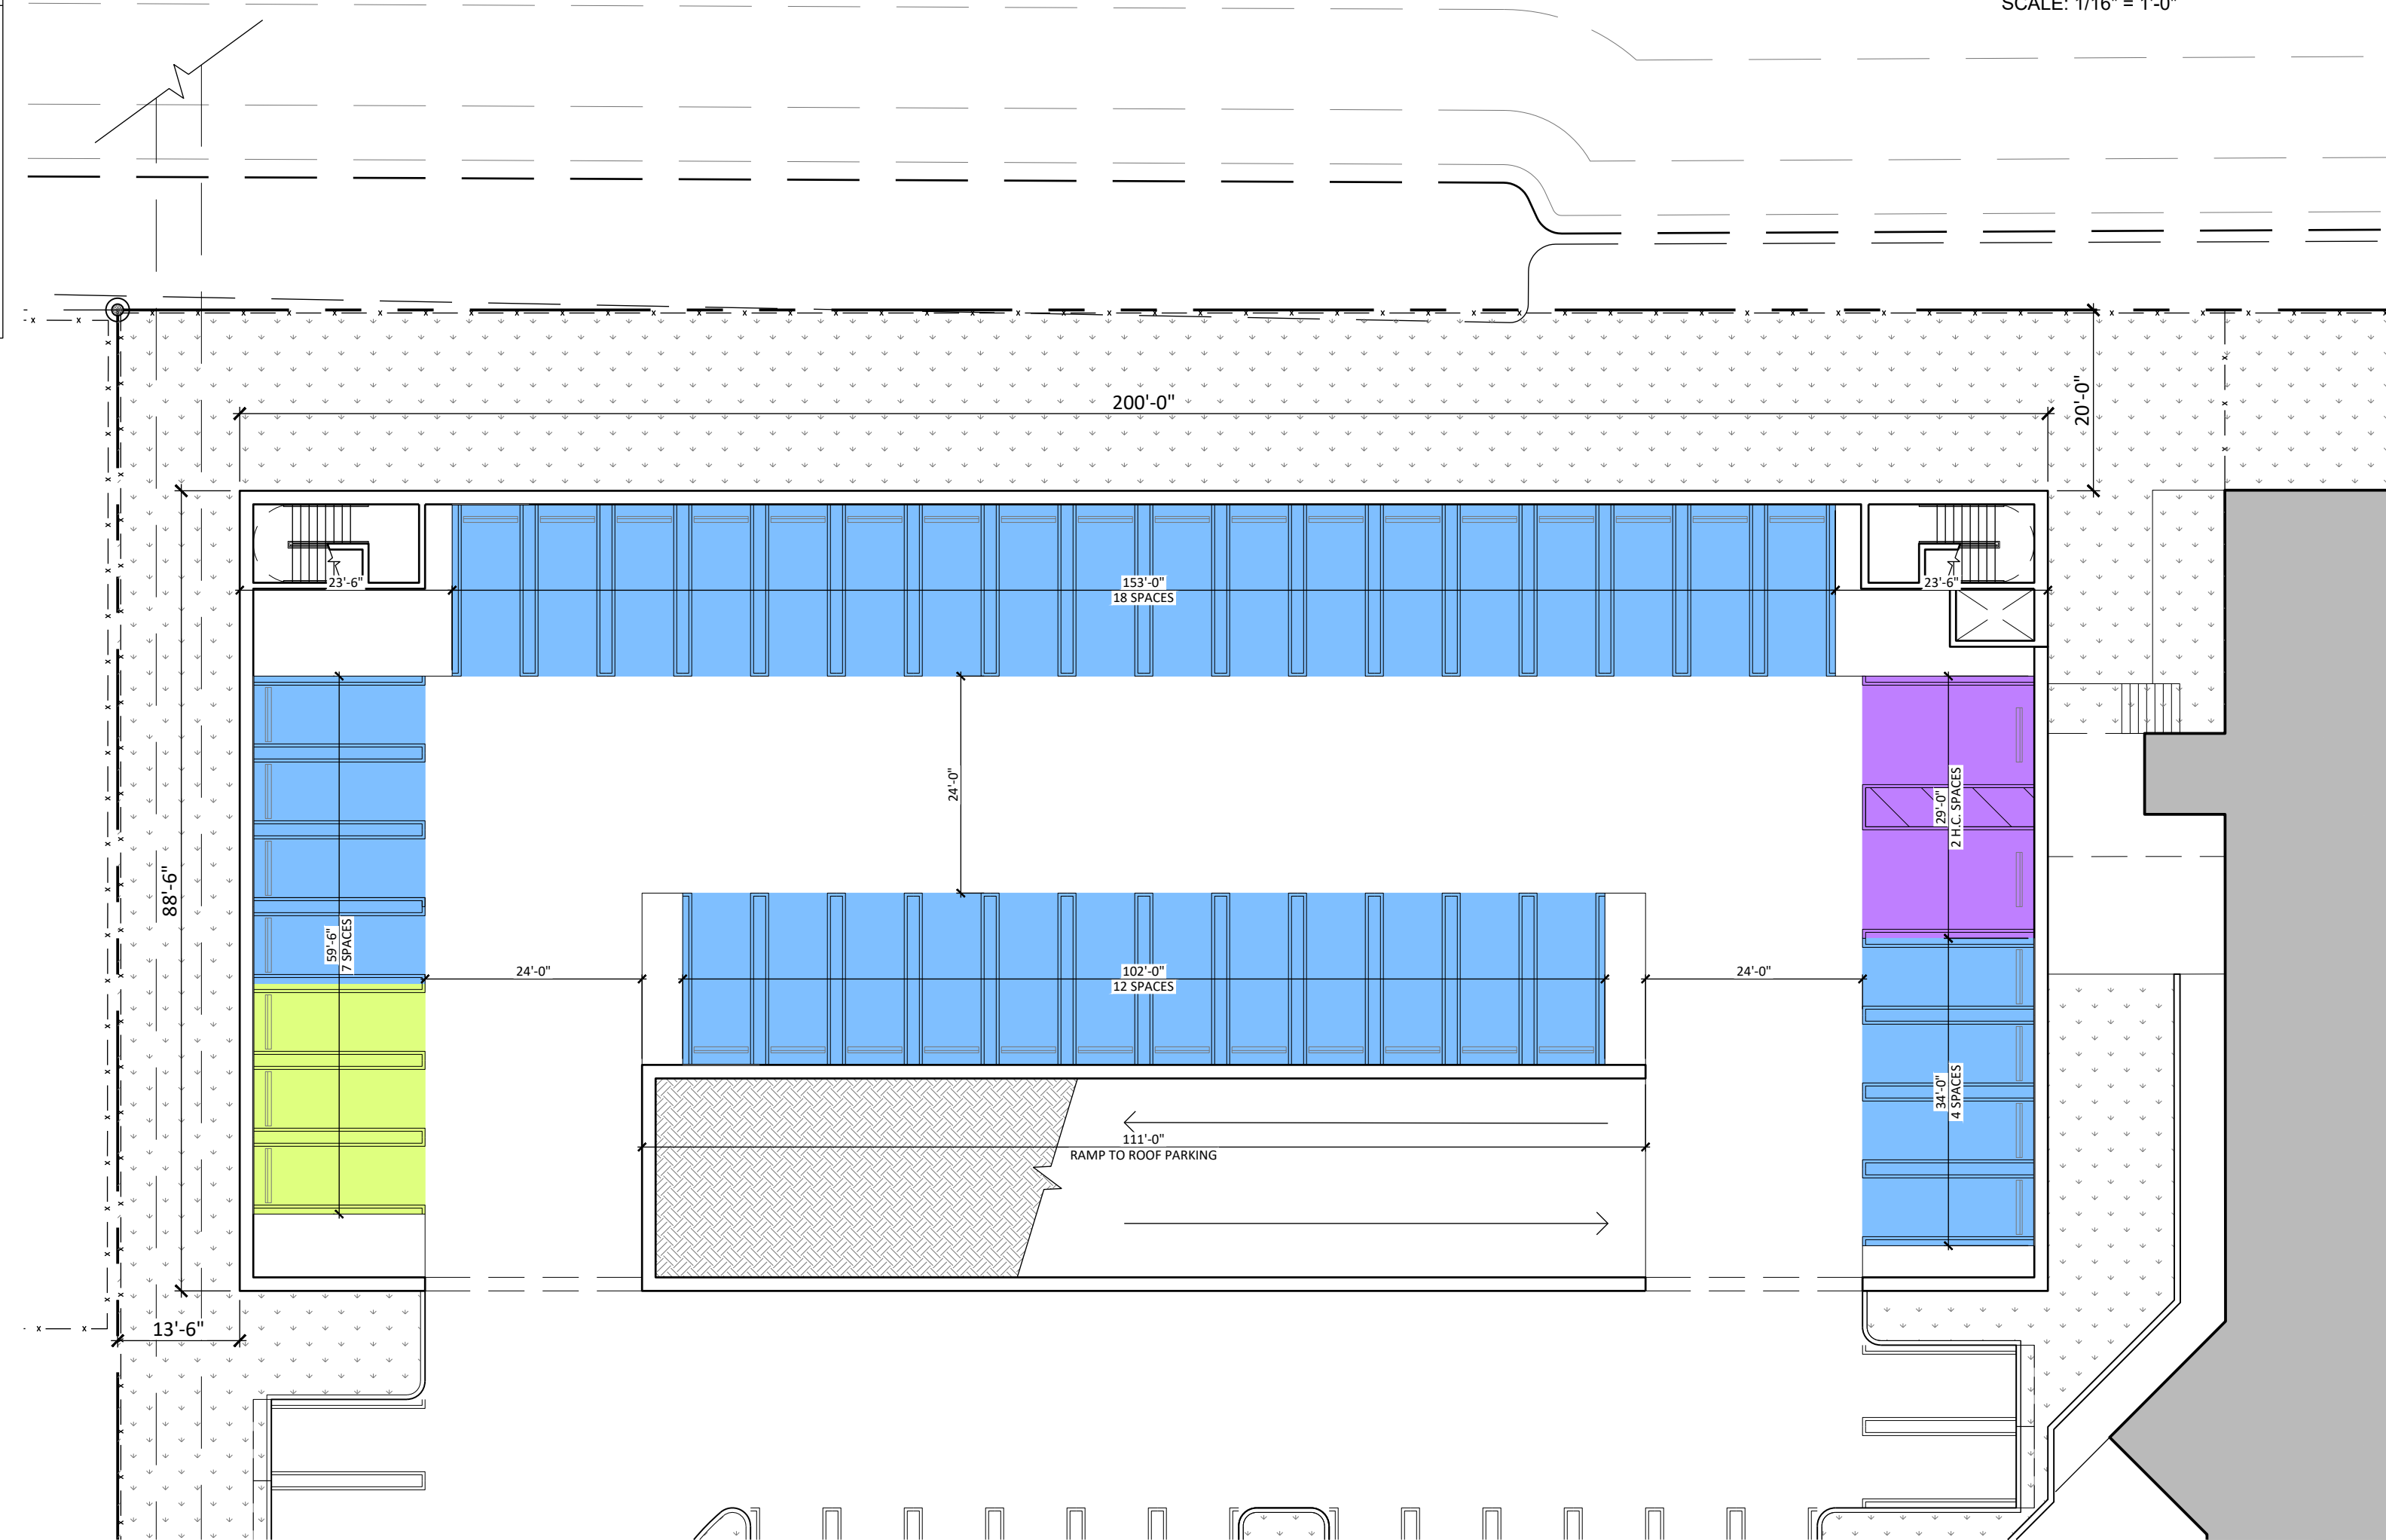 SCALE: 1/16" = 1'-0"
200'-0"
20'-0"
23'-6"
153'-0"
18 SPACES
23'-6"
24'-0"
29'-0"
2 H.C. SPACES
88'-6"
59'-6"
7 SPACES
24'-0"
102'-0"
12 SPACES
24'-0"
34'-0"
4 SPACES
111'-0"
RAMP TO ROOF PARKING
13'-6"